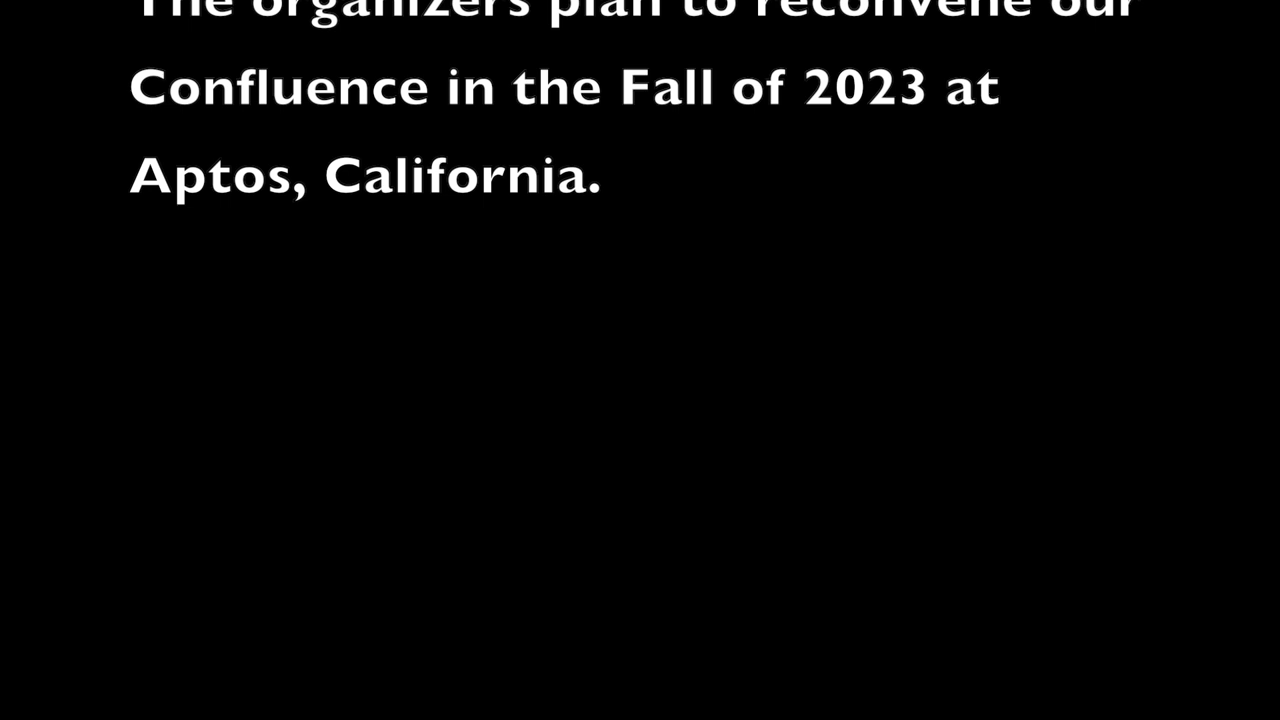 The organizers plan to reconvene our
Confluence in the Fall of 2023 at
Aptos, California.